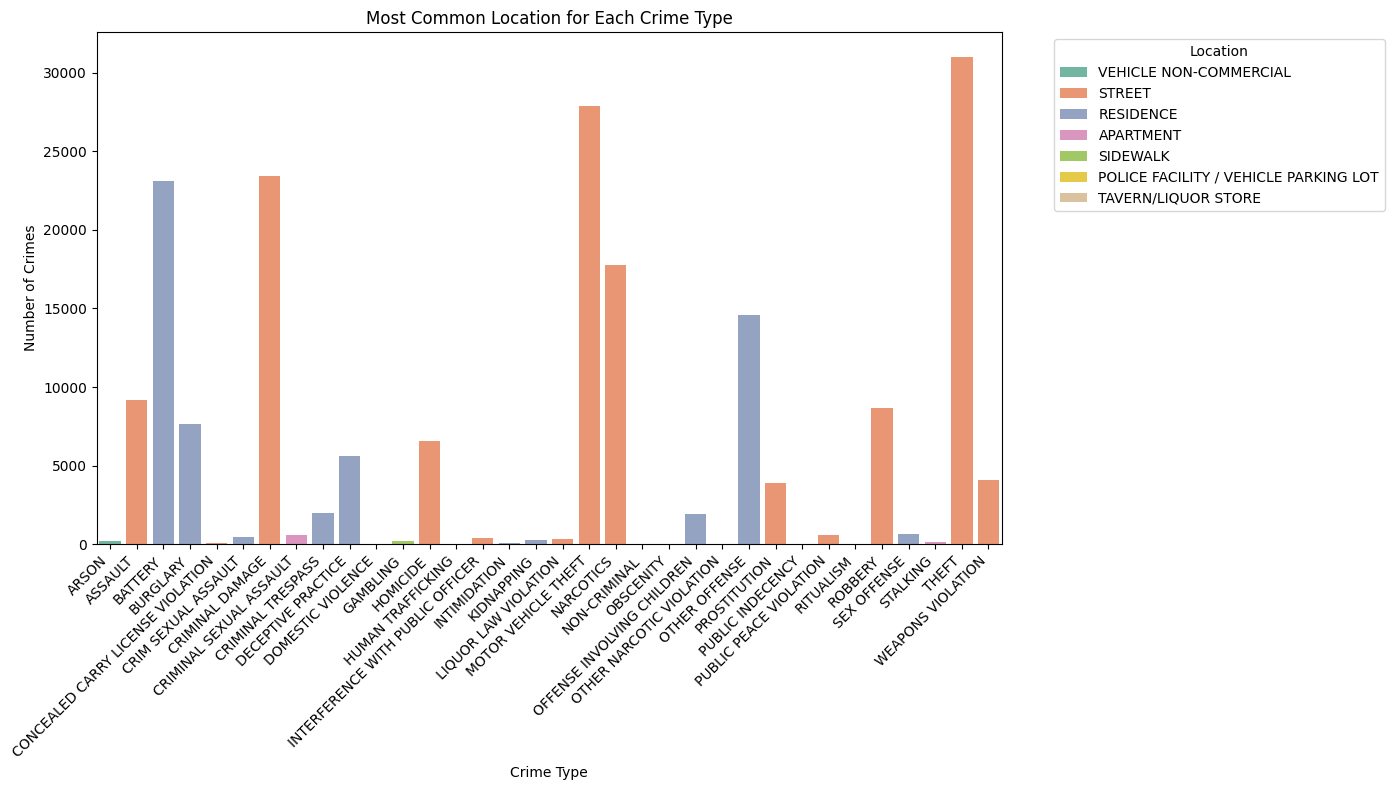 Most Common Location for Each Crime Type
Number of Crimes
30000
25000
20000
15000
10000
5000
0
ARSON
ASSAULT
BATTERY
BURGLARY
CONCEALED CARRY LICENSE VIOLATION
CRIM SEXUAL ASSAULT
CRIMINAL DAMAGE
CRIMINAL SEXUAL ASSAULT
CRIMINAL TRESPASS
DECEPTIVE PRACTICE
DOMESTIC VIOLENCE
GAMBLING
HOMICIDE
HUMAN TRAFFICKING
INTERFERENCE WITH PUBLIC OFFICER
INTIMIDATION
KIDNAPPING
LIQUOR LAW VIOLATION
MOTOR VEHICLE THEFT
NARCOTICS
NON-CRIMINAL
OBSCENITY
OFFENSE INVOLVING CHILDREN
OTHER NARCOTIC VIOLATION
OTHER OFFENSE
PROSTITUTION
PUBLIC INDECENCY
PUBLIC PEACE VIOLATION
RITUALISM
ROBBERY
SEX OFFENSE
STALKING
THEFT
WEAPONS VIOLATION
Crime Type
Location
VEHICLE NON-COMMERCIAL
STREET
RESIDENCE
APARTMENT
SIDEWALK
POLICE FACILITY / VEHICLE PARKING LOT
TAVERN/LIQUOR STORE